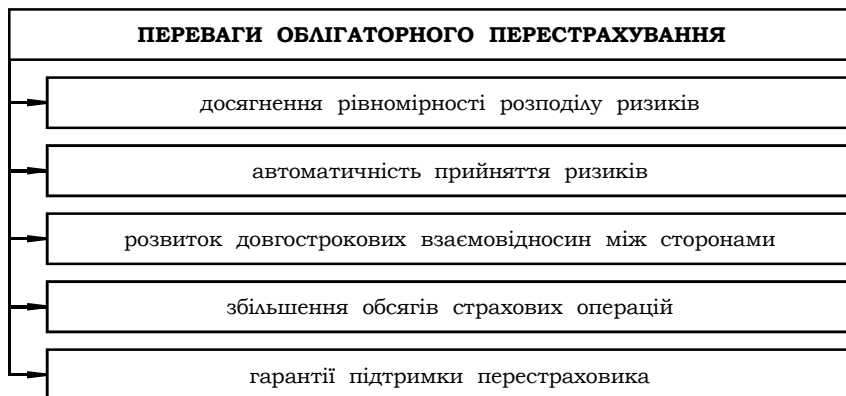 ПЕРЕВАГИ ОБЛІГАТОРНОГО ПЕРЕСТРАХУВАННЯ
досягнення рівномірності розподілу ризиків
автоматичність прийняття ризиків
розвиток довгострокових взаємовідносин між сторонами
збільшення обсягів страхових операцій
гарантії підтримки перестраховика